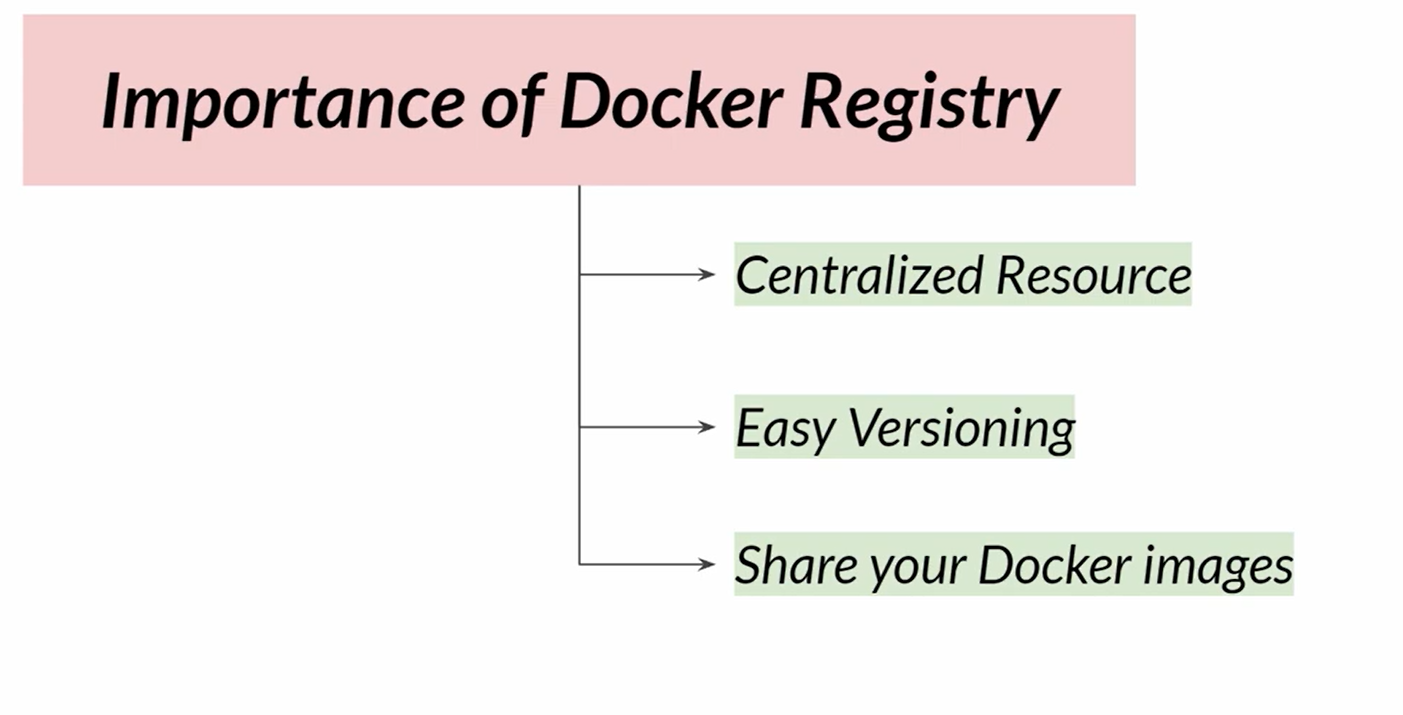 Importance of Docker Registry
Centralized Resource
Easy Versioning
Share your Docker images